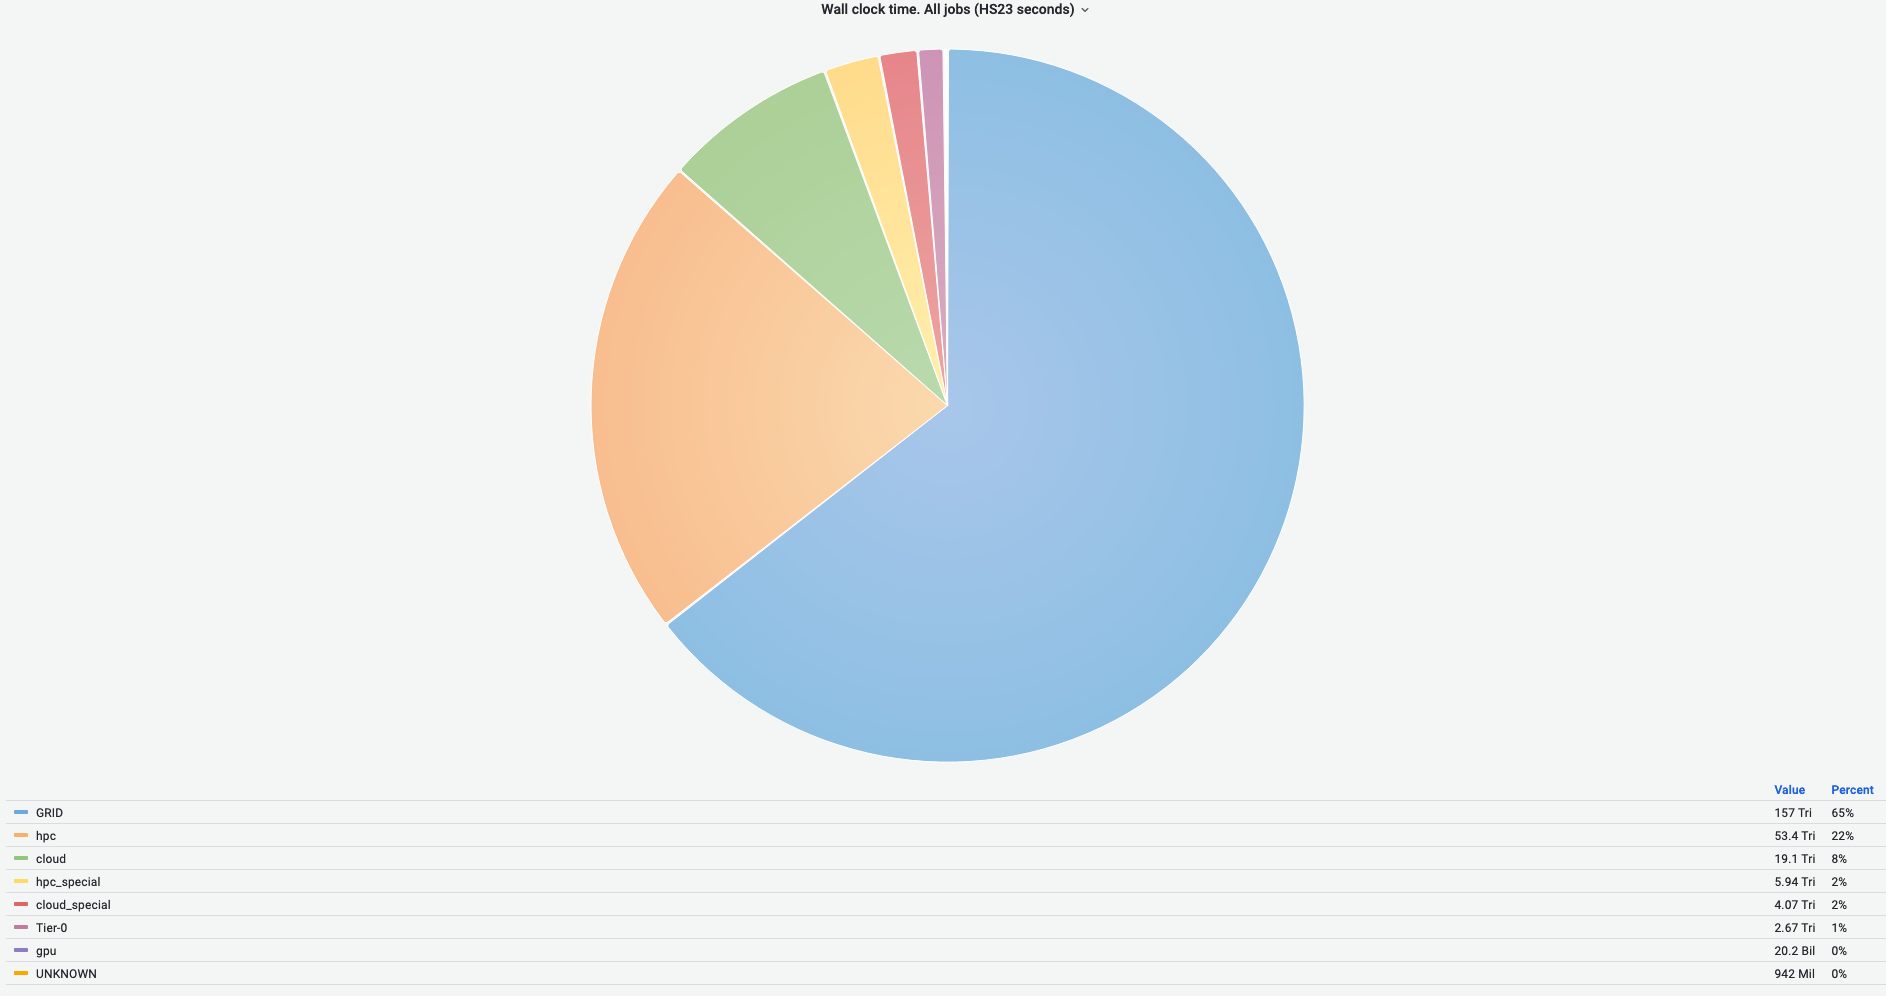 Wall clock time. All jobs (HS23 seconds)
Value Percent
GRID 157 Tri 65%
hpc 53.4 Tri 22%
cloud 19.1 Tri 8%
hpc_special 5.94 Tri 2%
cloud_special 4.07 Tri 2%
Tier-0 2.67 Tri 1%
gpu 20.2 Bil 0%
UNKNOWN 942 Mil 0%